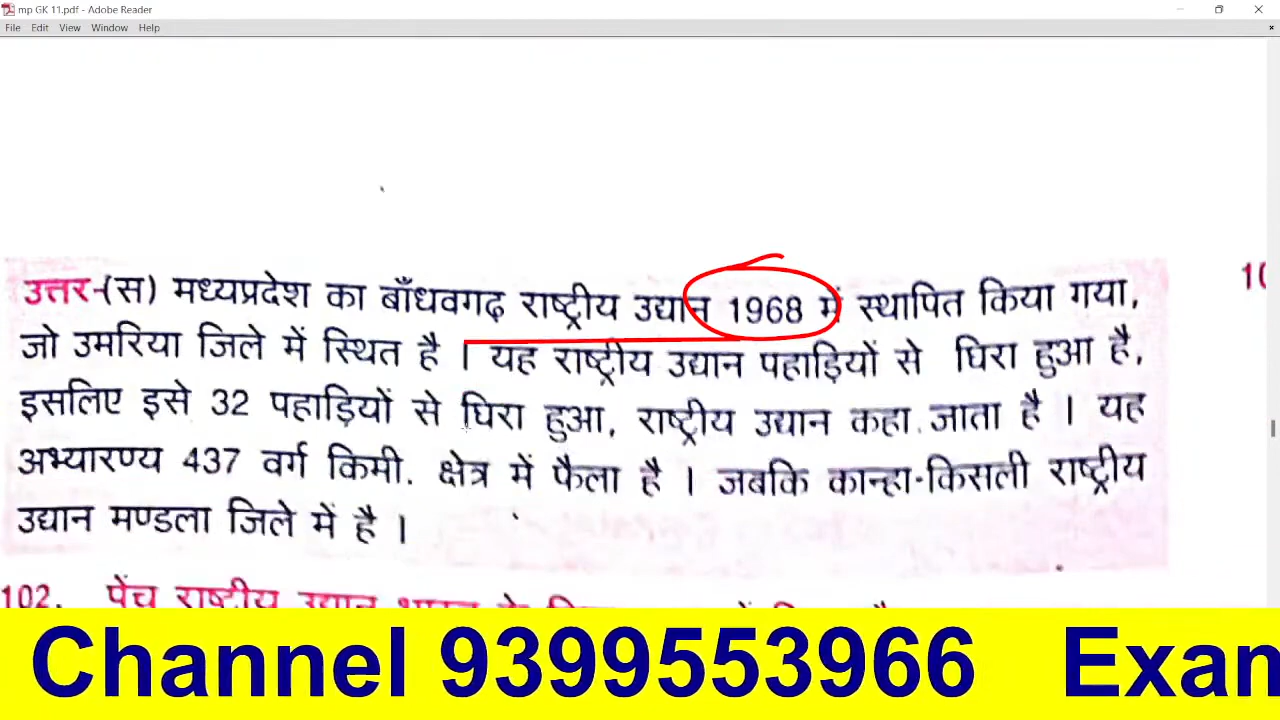 mp GK 11.pdf - Adobe Reader
File Edit View Window Help
उत्तर-(स) मध्यप्रदेश का बाँधवगढ़ राष्ट्रीय उद्यान 1968 में स्थापित किया गया,
जो उमरिया जिले में स्थित है । यह राष्ट्रीय उद्यान पहाड़ियों से घिरा हुआ है,
इसलिए इसे 32 पहाड़ियों से घिरा हुआ, राष्ट्रीय उद्यान कहा जाता है । यह
अभ्यारण्य 437 वर्ग किमी. क्षेत्र में फैला है । जबकि कान्हा-किसली राष्ट्रीय
उद्यान मण्डला जिले में है ।
10
102. पेंच राष्ट्रीय उद्यान
Channel 9399553966 Exan